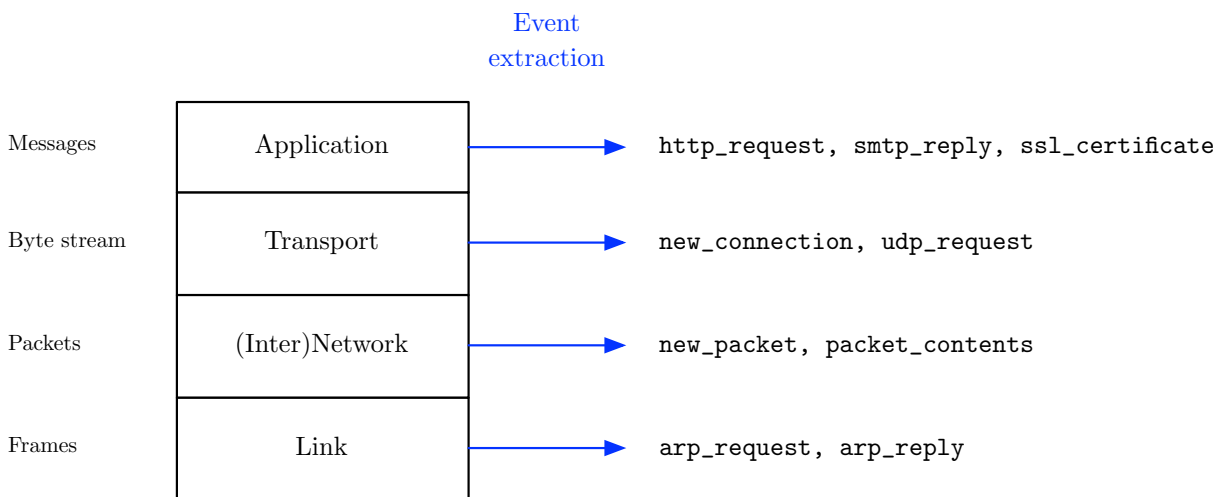 Event
extraction
Messages Application http_request, smtp_reply, ssl_certificate
Byte stream Transport new_connection, udp_request
Packets (Inter)Network new_packet, packet_contents
Frames Link arp_request, arp_reply